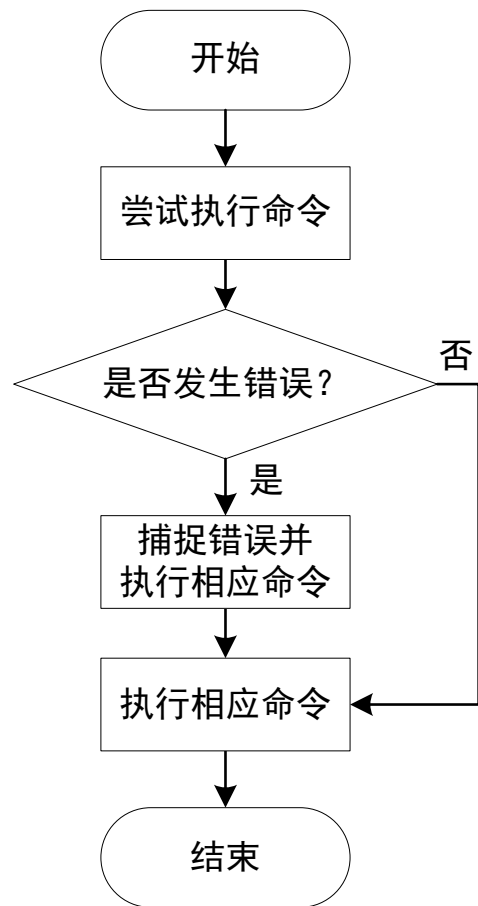 开始
尝试执行命令
是否发生错误？
否
是
捕捉错误并
执行相应命令
执行相应命令
结束